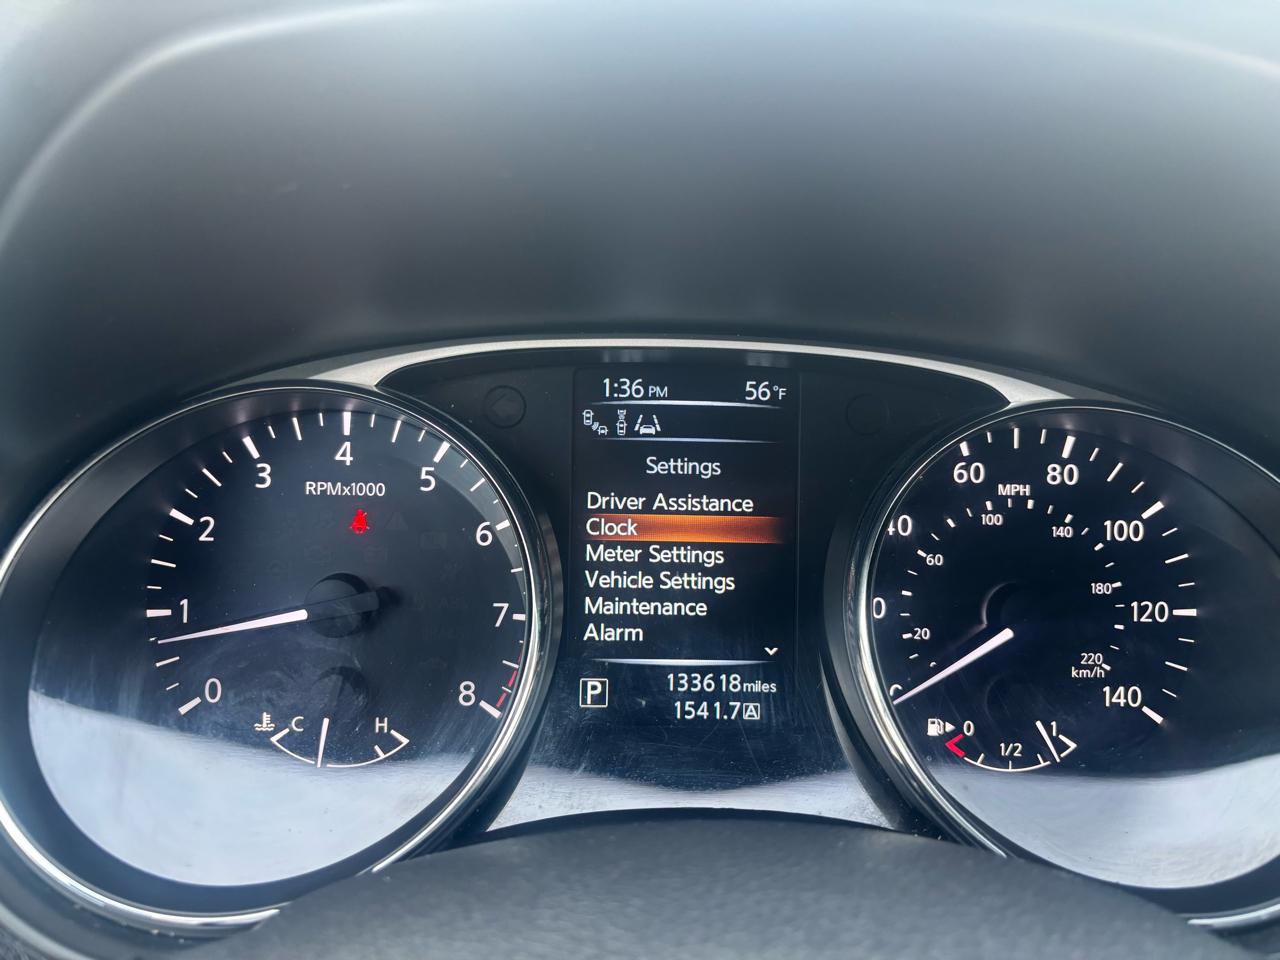 1:36 PM 56°F
Settings
Driver Assistance
Clock
Meter Settings
Vehicle Settings
Maintenance
Alarm
P 133618 miles
1541.7 A
0 1 2 3 4 5 6 7 8
RPMx1000
C H
0 60 80 100 120 140
MPH
20 60 100 140 180 220
km/h
0 1/2 1